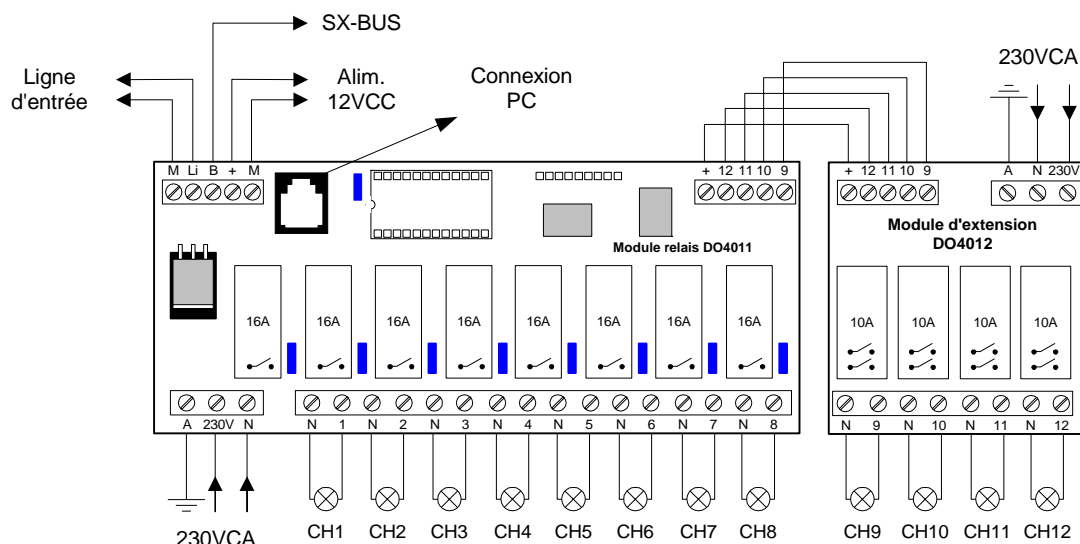 SX-BUS
Ligne
d'entrée
Alim.
12VCC
Connexion
PC
230VCA
M Li B + M
+ 12 11 10 9
+ 12 11 10 9
A N 230V
Module relais DO4011
Module d'extension
DO4012
16A 16A 16A 16A 16A 16A 16A 16A
10A 10A 10A 10A
A 230V N
N 1 N 2 N 3 N 4 N 5 N 6 N 7 N 8
N 9 N 10 N 11 N 12
230VCA
CH1 CH2 CH3 CH4 CH5 CH6 CH7 CH8
CH9 CH10 CH11 CH12